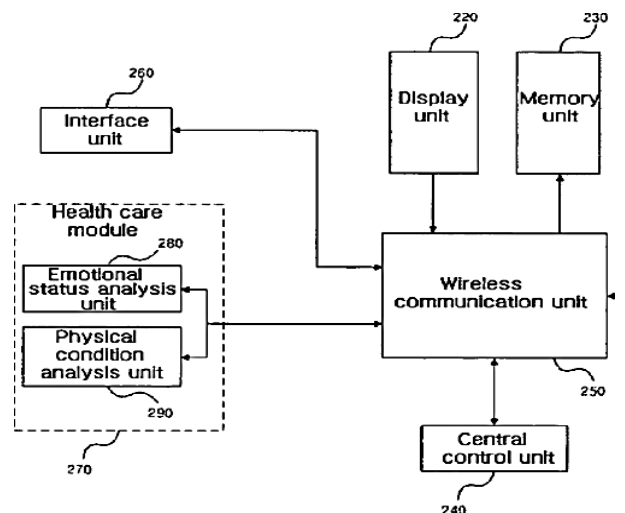 220
230
260
Display
unit
Memory
unit
Interface
unit
Health care
module
280
Emotional
status analysis
unit
Wireless
communication unit
Physical
condition
analysis unit
290
250
270
Central
control unit
240